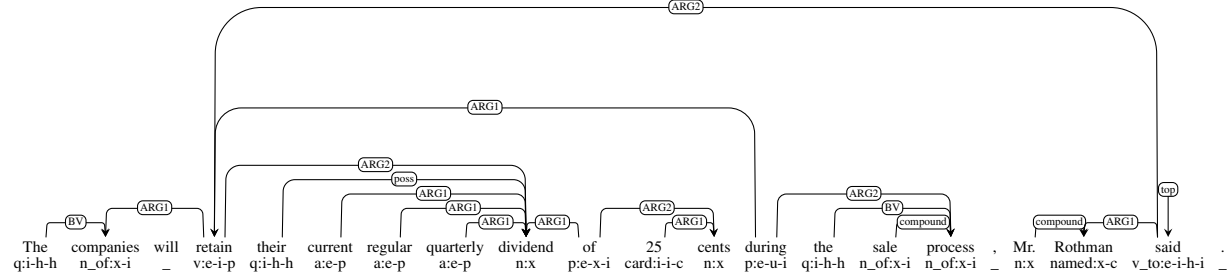 ARG2
ARG1
ARG2
poss
ARG1 ARG2 top
BV ARG1 ARG1 ARG2 BV
ARG1 ARG1 ARG1 compound compound ARG1
The companies will retain their current regular quarterly dividend of 25 cents during the sale process , Mr. Rothman said .
q:i-h-h n_of:x-i _ v:e-i-p q:i-h-h a:e-p a:e-p a:e-p n:x p:e-x-i card:i-i-c n:x p:e-u-i q:i-h-h n_of:x-i n_of:x-i _ n:x named:x-c v_to:e-i-h-i _